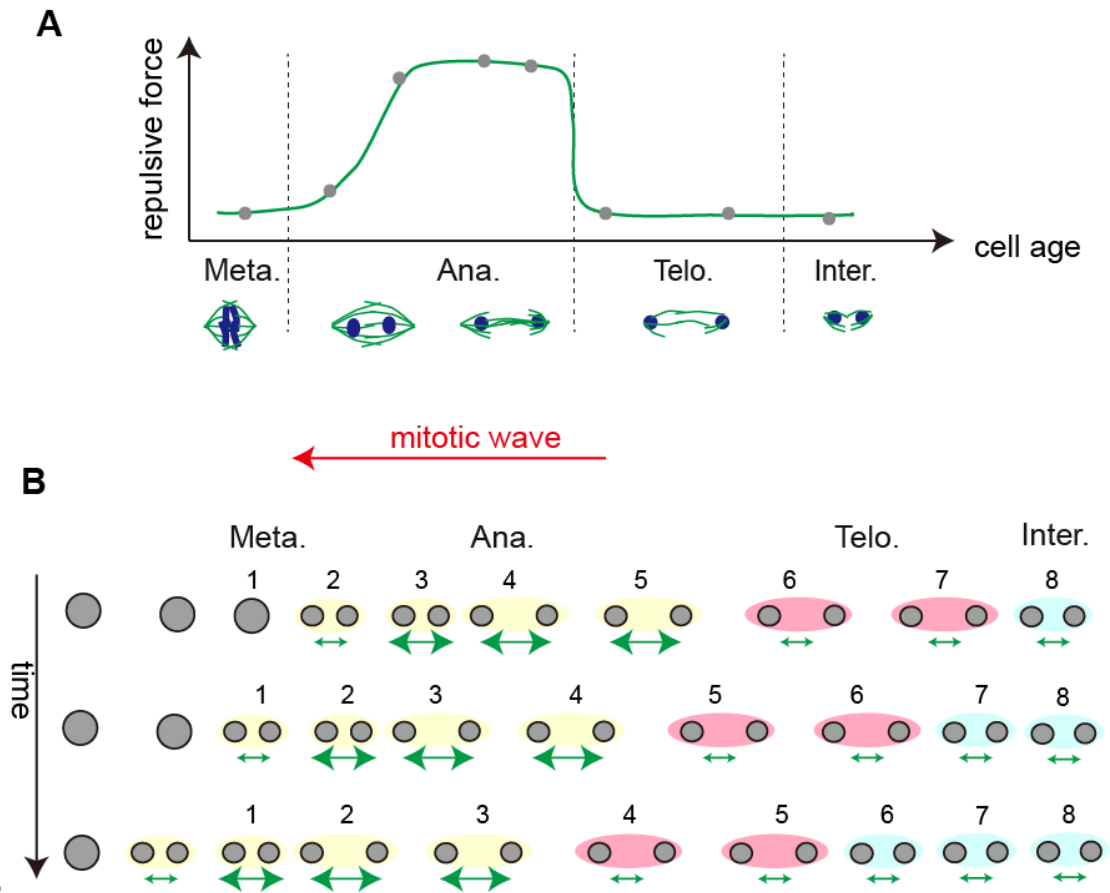 A
repulsive force
cell age
Meta. Ana. Telo. Inter.
mitotic wave
B
Meta. Ana. Telo. Inter.
time
1 2 3 4 5 6 7 8
1 2 3 4 5 6 7 8
1 2 3 4 5 6 7 8